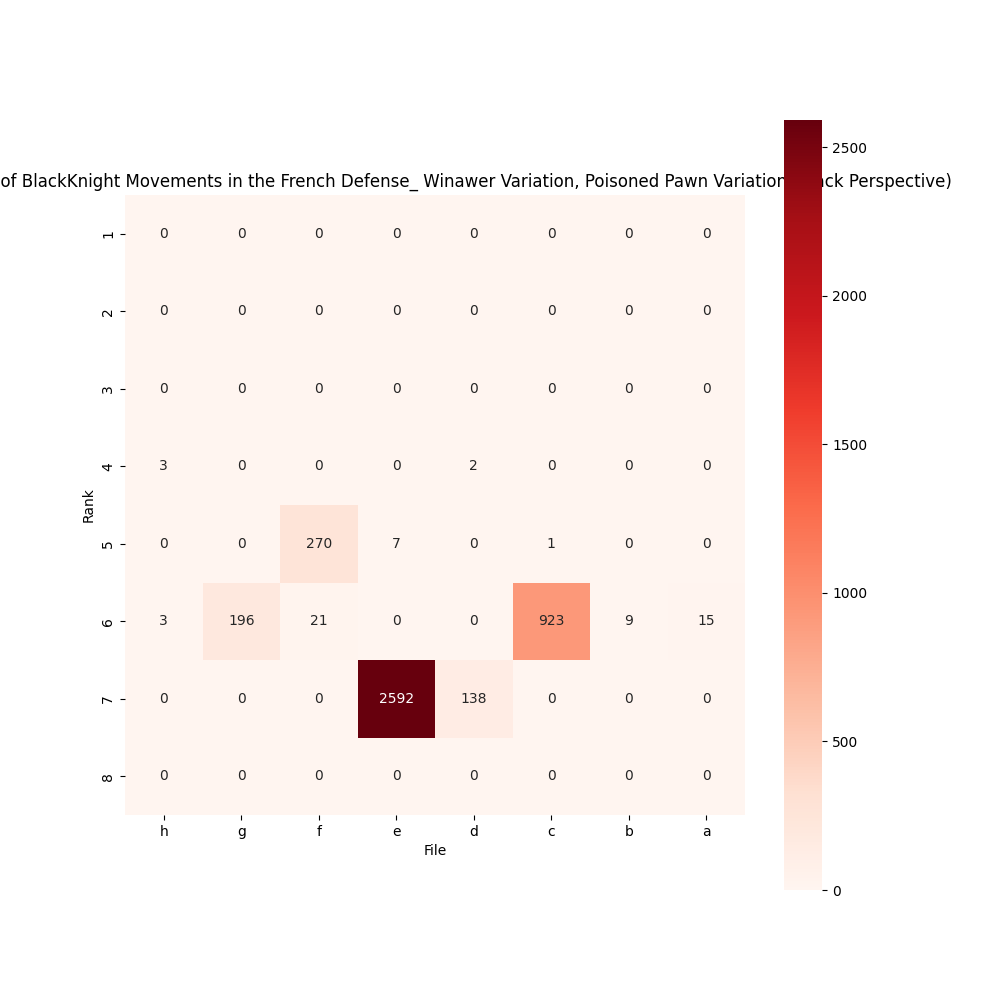 of BlackKnight Movements in the French Defense_ Winawer Variation, Poisoned Pawn Variation Perspective)
2500
2000
1500
1000
500
0
Rank
1 0 0 0 0 0 0 0 0
2 0 0 0 0 0 0 0 0
3 0 0 0 0 0 0 0 0
4 3 0 0 0 2 0 0 0
5 0 0 270 7 0 1 0 0
6 3 196 21 0 0 923 9 15
7 0 0 0 2592 138 0 0 0
8 0 0 0 0 0 0 0 0
h g f e d c b a
File